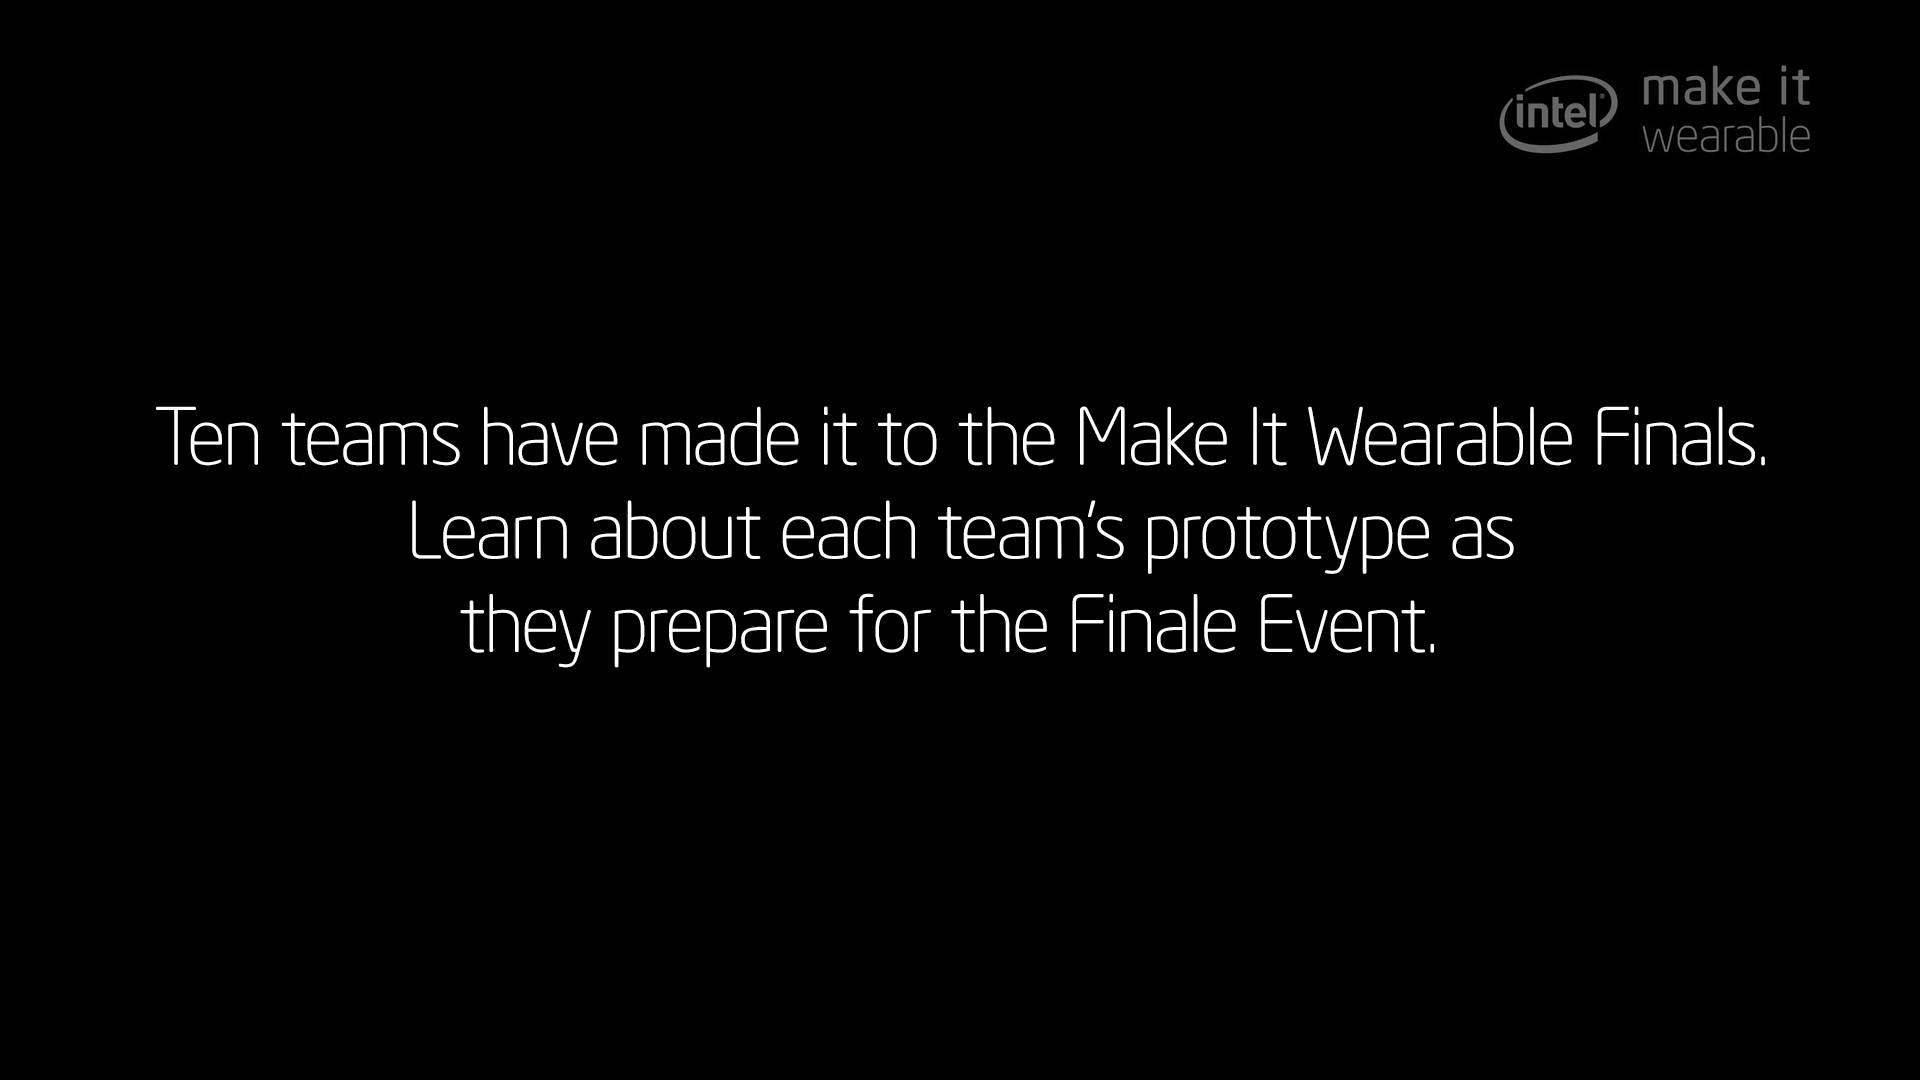 intel® make it
wearable
Ten teams have made it to the Make It Wearable Finals.
Learn about each team's prototype as
they prepare for the Finale Event.